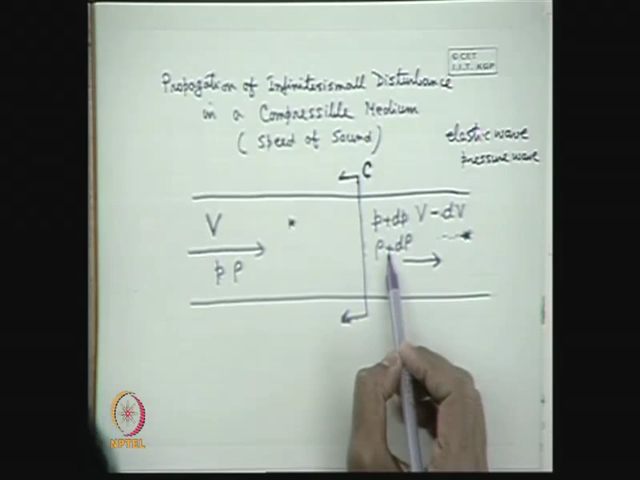 © CET
I.I.T. KGP
Propagation of Infinitesimall Disturbance
in a Compressible Medium
(Speed of Sound)
elastic wave
pressure wave
C
V
p ρ
p+dp V-dV
ρ+dρ
NPTEL